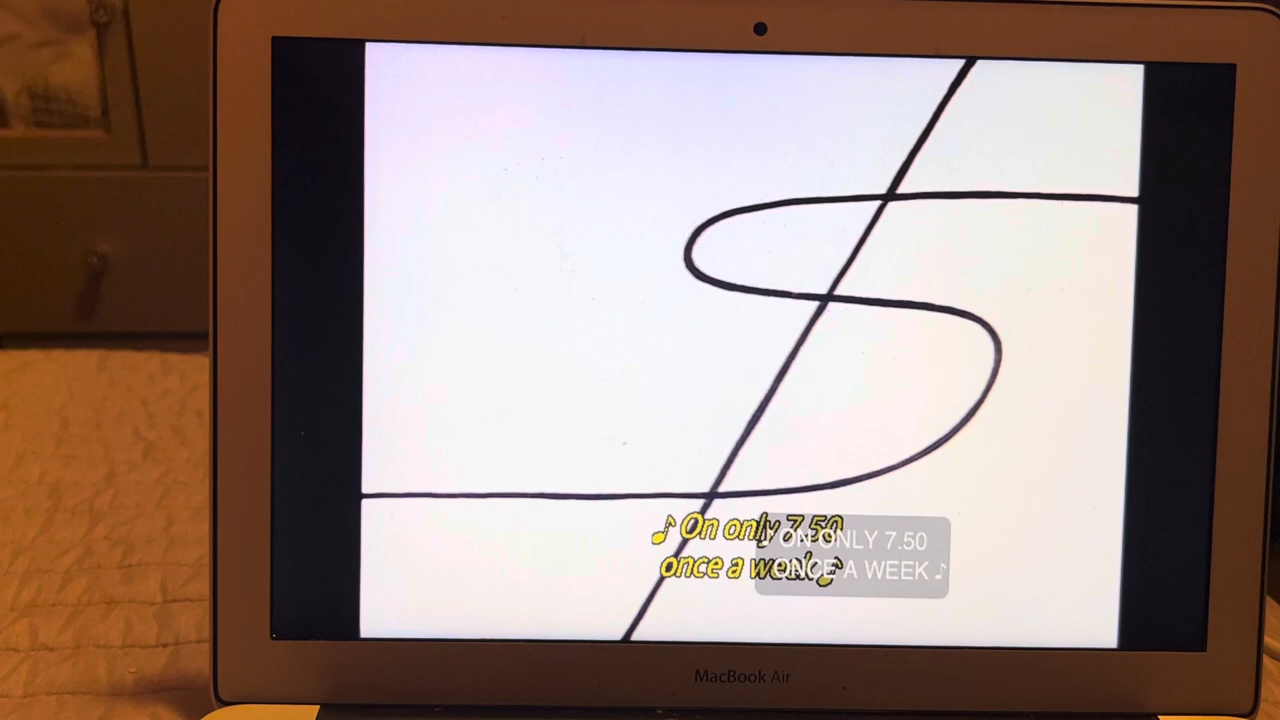 ♪ On only 7.50
once a week ♪
♪ ON ONLY 7.50
ONCE A WEEK ♪
MacBook Air